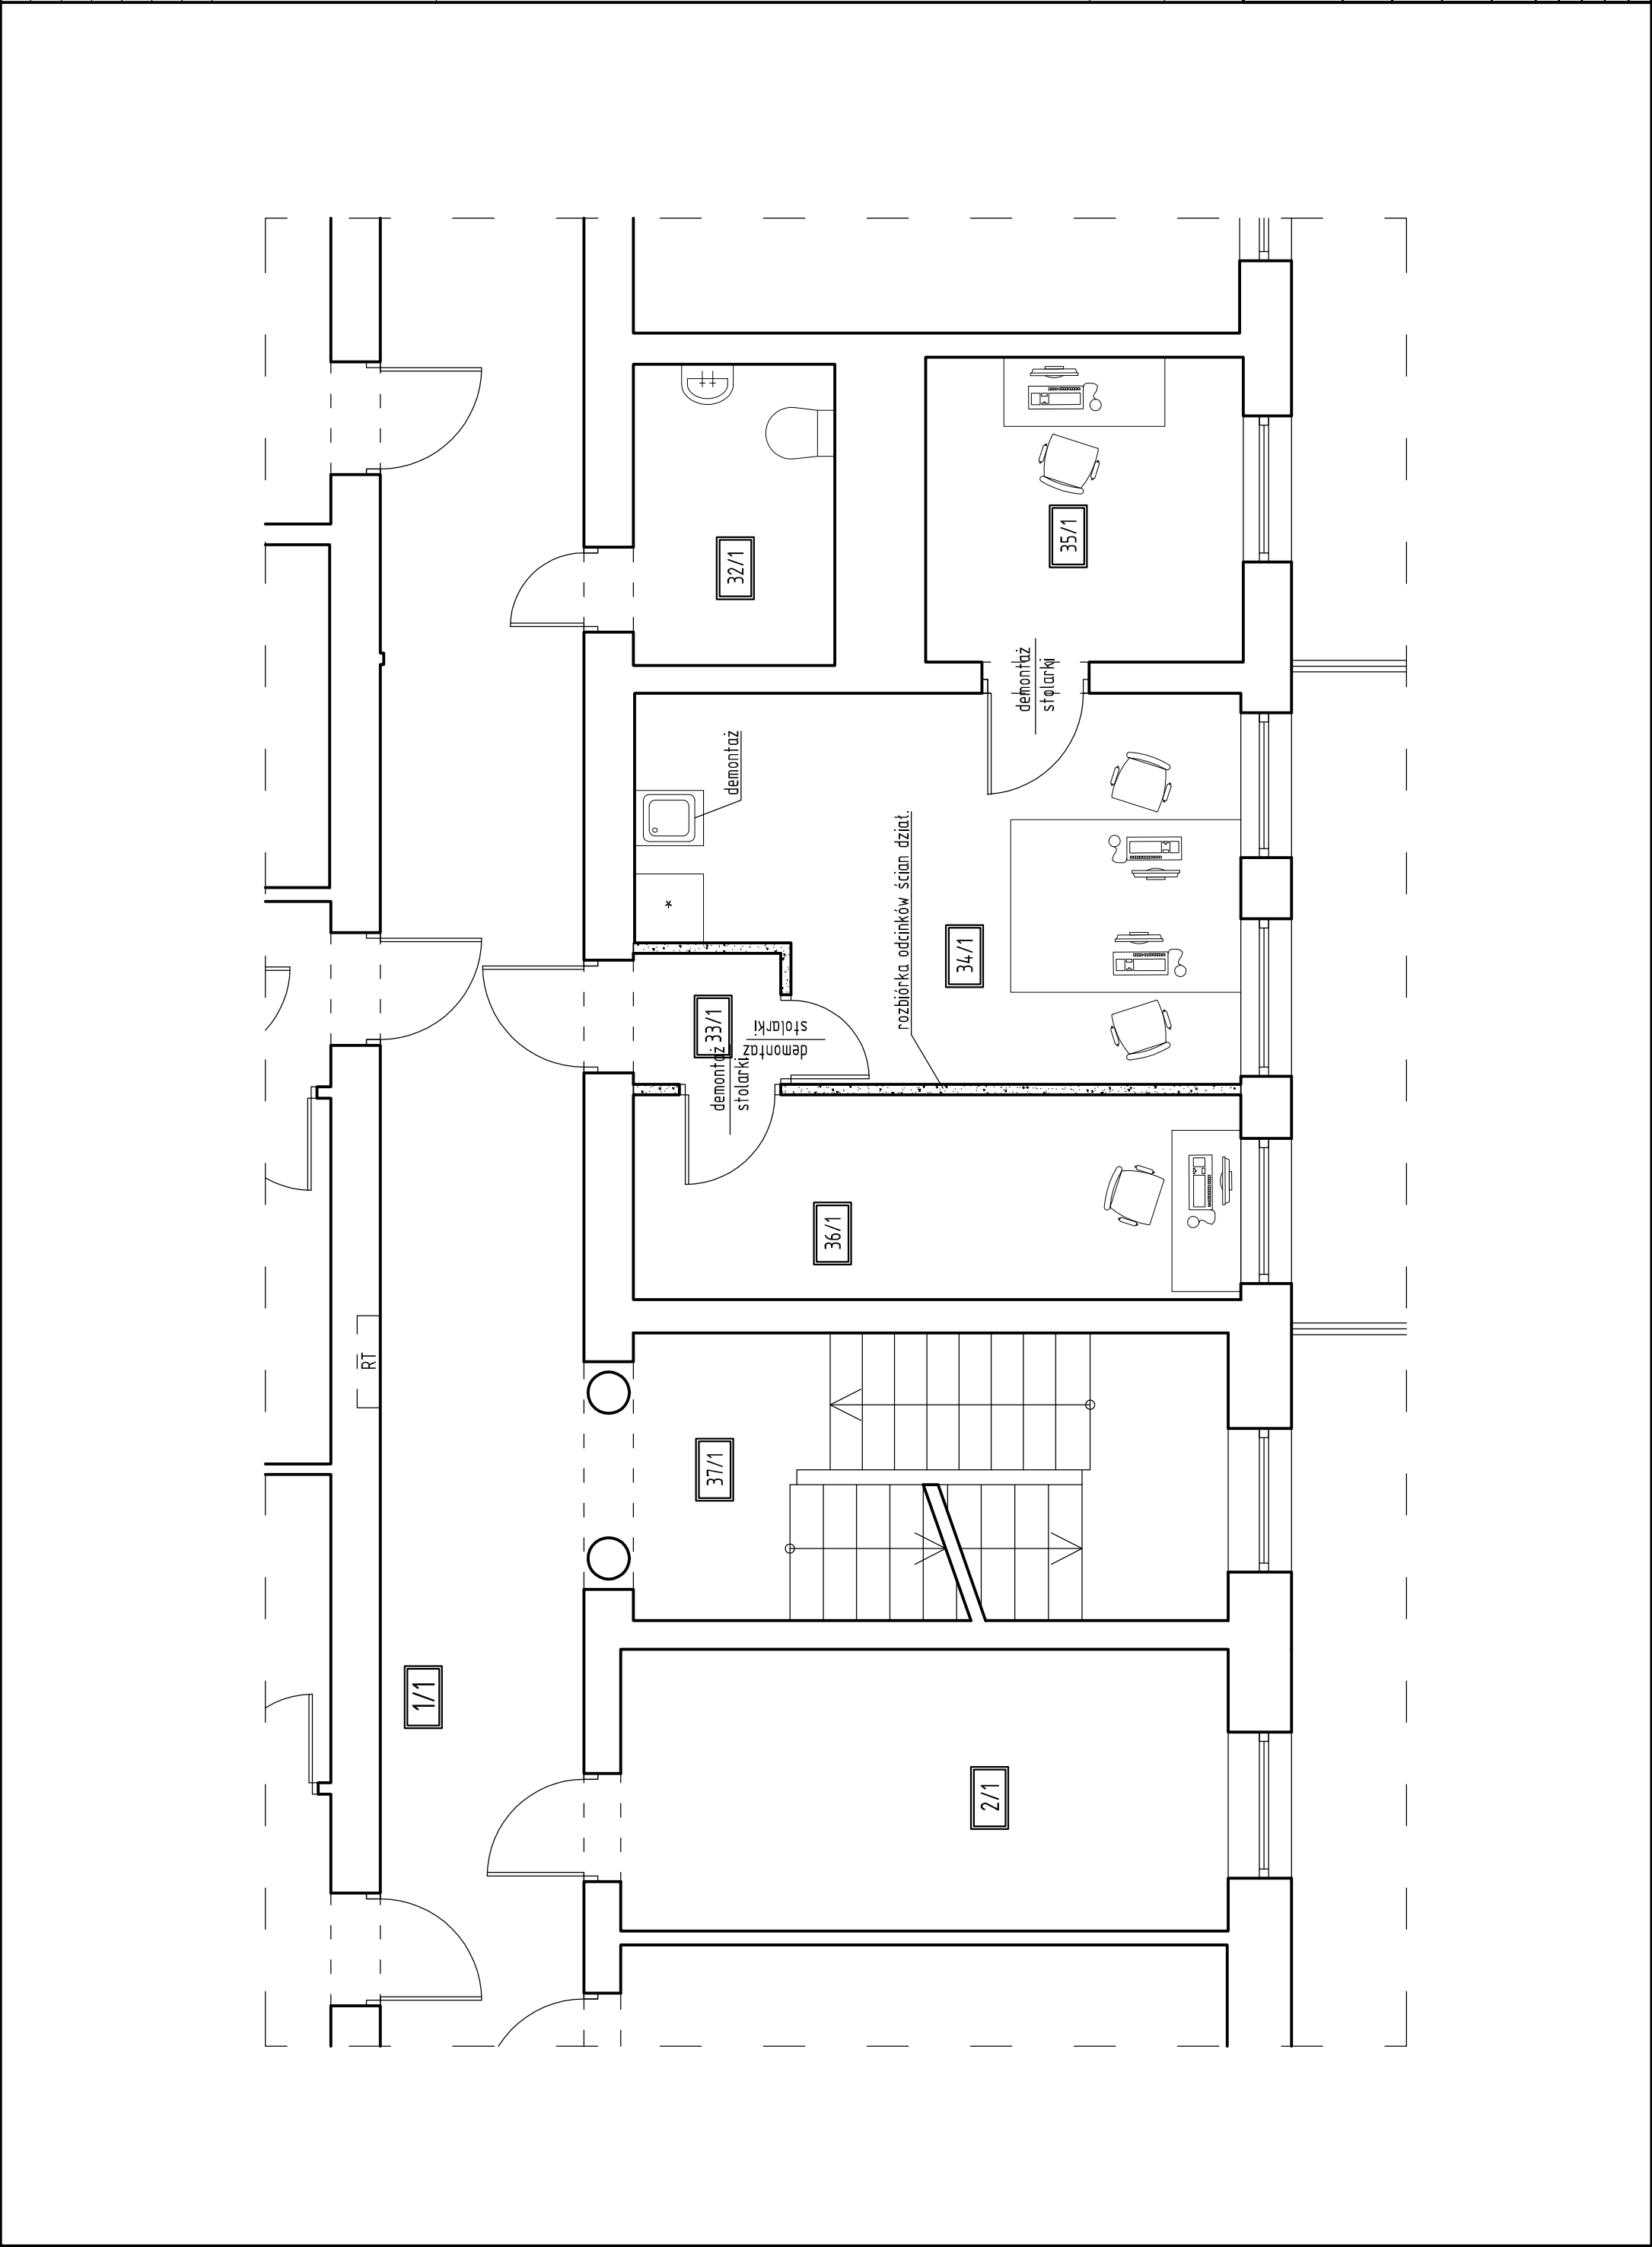 32/1
35/1
demontaż
stolarki
demontaż
rozbiórka odcinków ścian dział.
34/1
33/1
demontaż
stolarki
demontaż
stolarki
36/1
RT
37/1
1/1
2/1